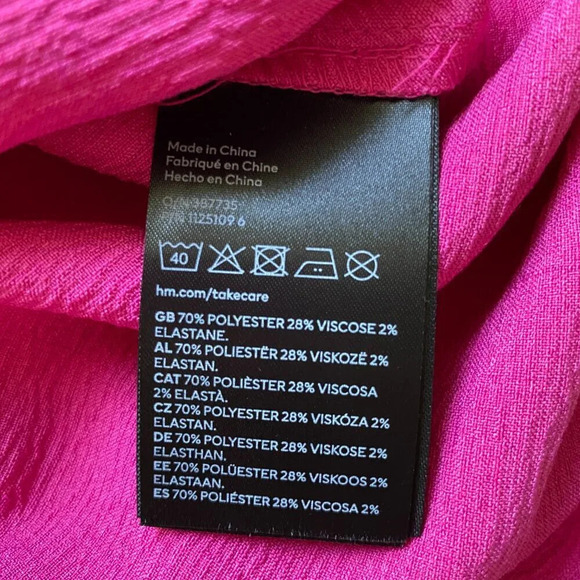 Made in China
Fabriqué en Chine
Hecho en China
O/N 387735
P/N 1125109 6
40
hm.com/takecare
GB 70% POLYESTER 28% VISCOSE 2%
ELASTANE.
AL 70% POLIESTËR 28% VISKOZË 2%
ELASTAN.
CAT 70% POLIÈSTER 28% VISCOSA
2% ELASTÀ.
CZ 70% POLYESTER 28% VISKÓZA 2%
ELASTAN.
DE 70% POLYESTER 28% VISKOSE 2%
ELASTHAN.
EE 70% POLÜESTER 28% VISKOOS 2%
ELASTAAN.
ES 70% POLIÉSTER 28% VISCOSA 2%